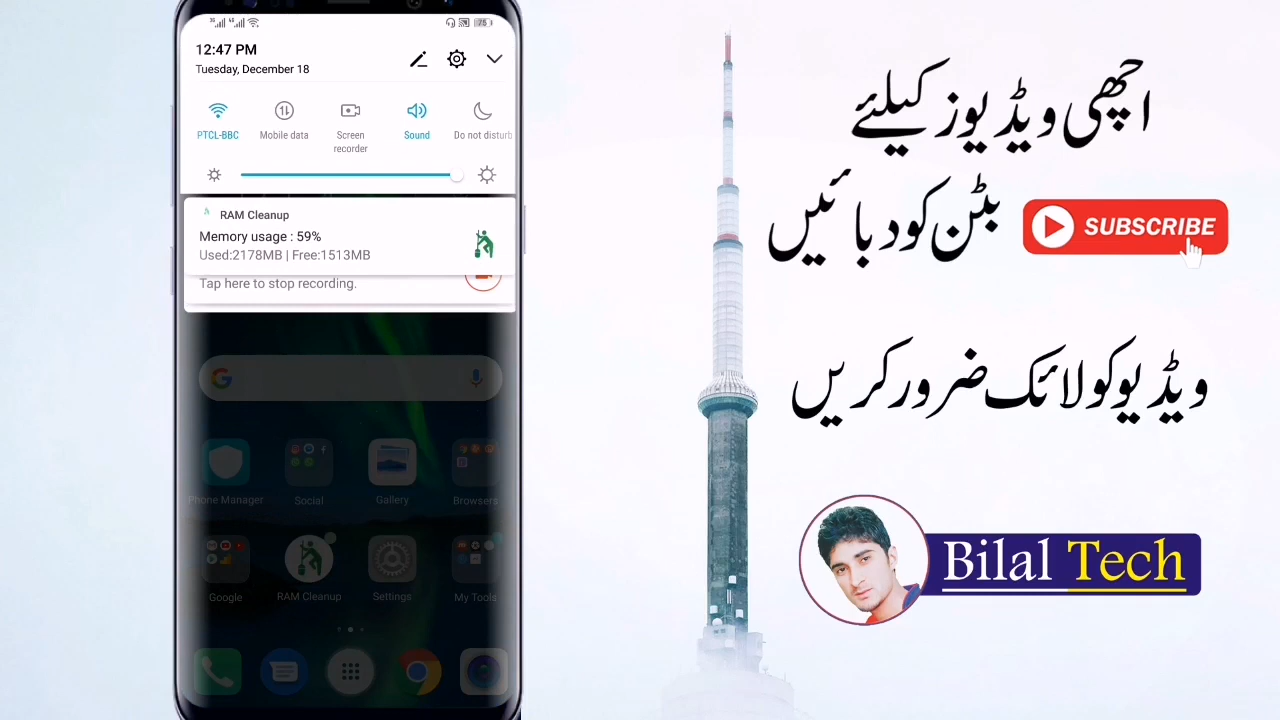 75
12:47 PM
Tuesday, December 18
PTCL-BBC
Mobile data
Screen recorder
Sound
Do not disturb
RAM Cleanup
Memory usage : 59%
Used:2178MB | Free:1513MB
Tap here to stop recording.
Phone Manager
Social
Gallery
Browsers
Google
RAM Cleanup
Settings
My Tools
اچھی ویڈیوز کیلئے
بٹن کو دبائیں
SUBSCRIBE
ویڈیو کو لائک ضرور کریں
Bilal Tech